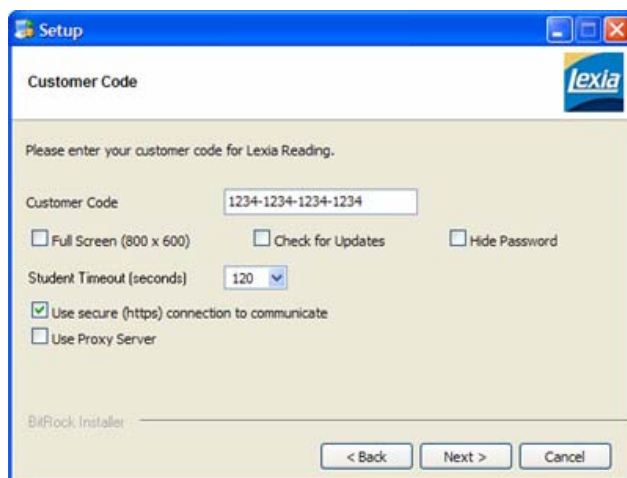 Setup
Customer Code
lexia
Please enter your customer code for Lexia Reading.
Customer Code 1234-1234-1234-1234
Full Screen (800 x 600) Check for Updates Hide Password
Student Timeout (seconds) 120
Use secure (https) connection to communicate
Use Proxy Server
BitRock Installer
< Back Next > Cancel